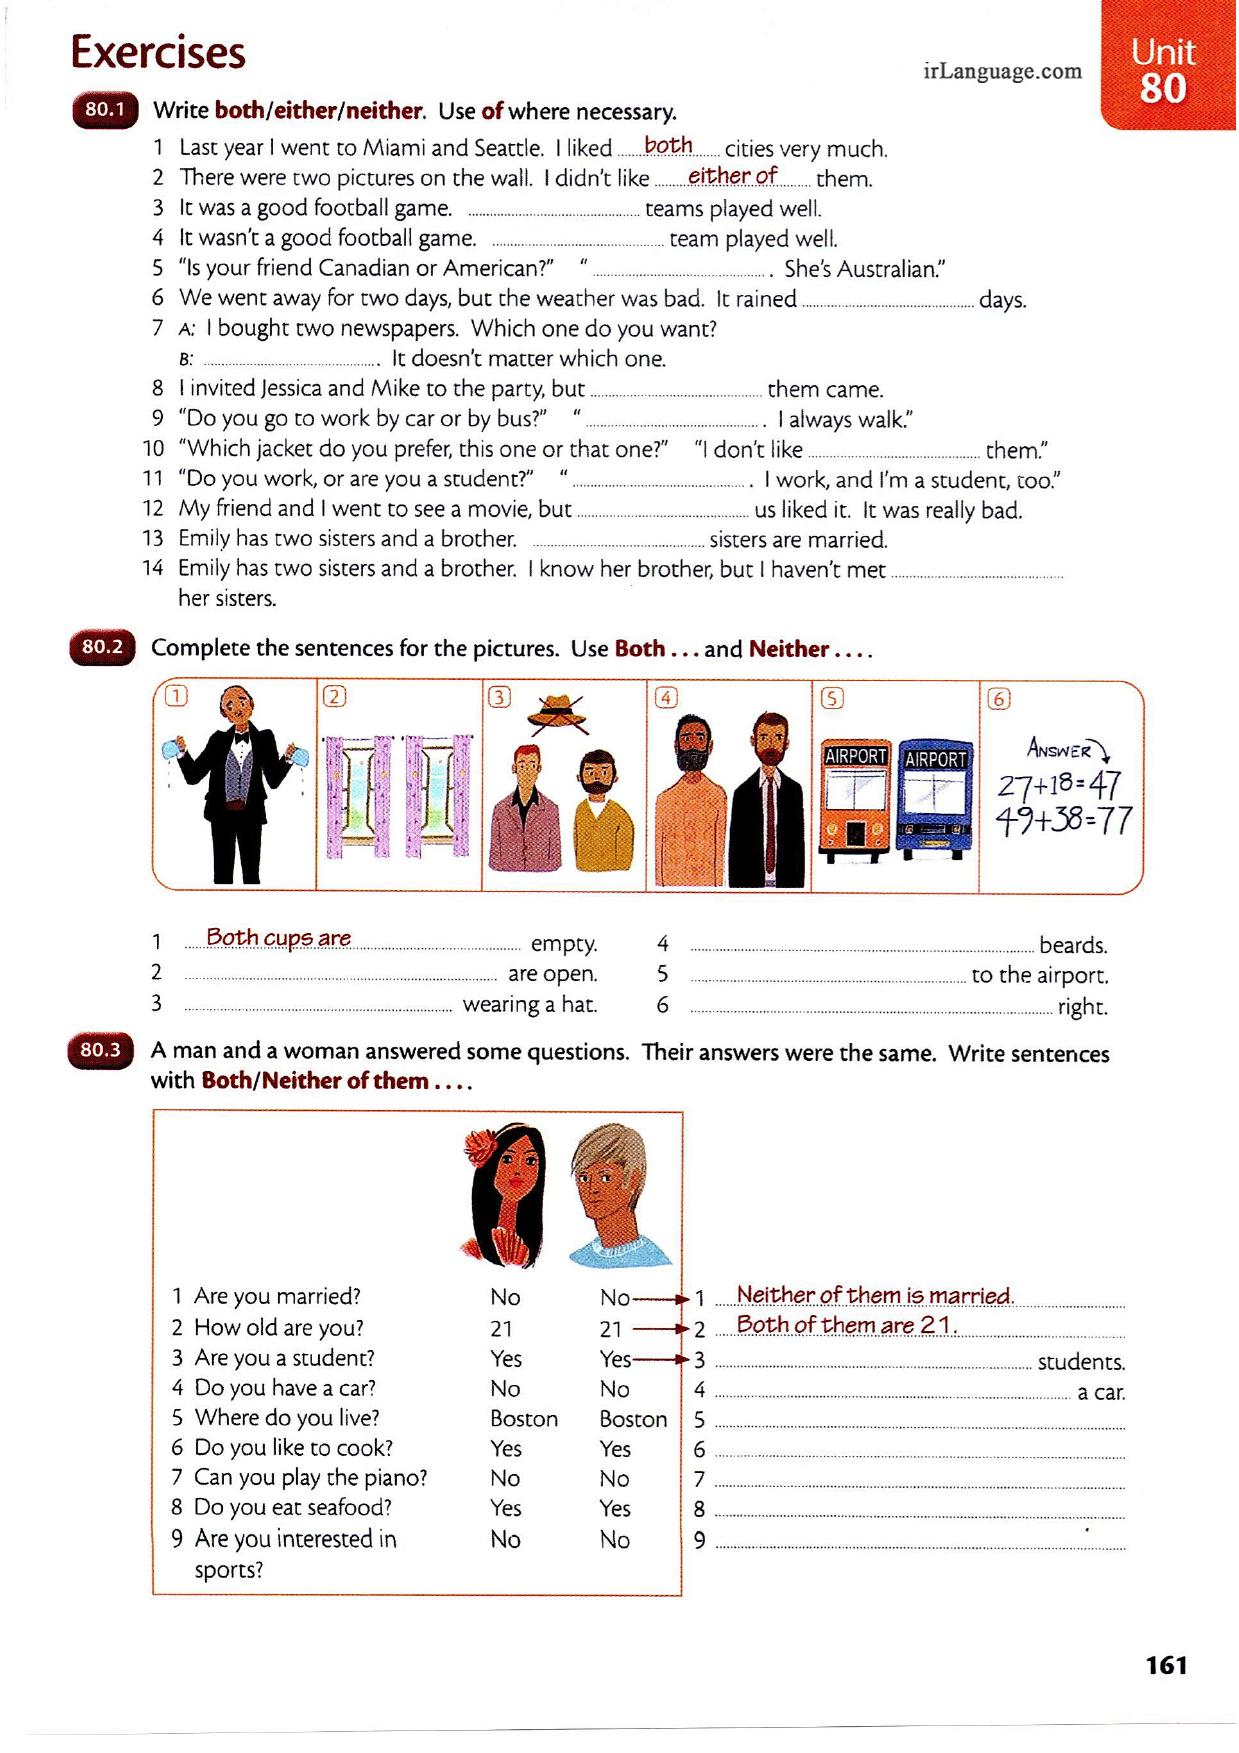 Exercises
irLanguage.com
Unit
80
80.1 Write both/either/neither. Use of where necessary.
1 Last year I went to Miami and Seattle. I liked both cities very much.
2 There were two pictures on the wall. I didn't like either of them.
3 It was a good football game. ........ teams played well.
4 It wasn't a good football game. ........ team played well.
5 "Is your friend Canadian or American?" "........ . She's Australian."
6 We went away for two days, but the weather was bad. It rained ........ days.
7 A: I bought two newspapers. Which one do you want?
B: ........ . It doesn't matter which one.
8 I invited Jessica and Mike to the party, but ........ them came.
9 "Do you go to work by car or by bus?" "........ . I always walk."
10 "Which jacket do you prefer, this one or that one?" "I don't like ........ them."
11 "Do you work, or are you a student?" "........ . I work, and I'm a student, too."
12 My friend and I went to see a movie, but ........ us liked it. It was really bad.
13 Emily has two sisters and a brother. ........ sisters are married.
14 Emily has two sisters and a brother. I know her brother, but I haven't met ........
her sisters.
80.2 Complete the sentences for the pictures. Use Both . . . and Neither . . . .
1 2 3 4 5 6
AIRPORT AIRPORT
ANSWER
27+18=47
49+38=77
1 Both cups are empty.
2 ........ are open.
3 ........ wearing a hat.
4 ........ beards.
5 ........ to the airport.
6 ........ right.
80.3 A man and a woman answered some questions. Their answers were the same. Write sentences
with Both/Neither of them . . . .
1 Are you married? No No 1 Neither of them is married.
2 How old are you? 21 21 2 Both of them are 21.
3 Are you a student? Yes Yes 3 ........ students.
4 Do you have a car? No No 4 ........ a car.
5 Where do you live? Boston Boston 5 ........
6 Do you like to cook? Yes Yes 6 ........
7 Can you play the piano? No No 7 ........
8 Do you eat seafood? Yes Yes 8 ........
9 Are you interested in No No 9 ........
sports?
161